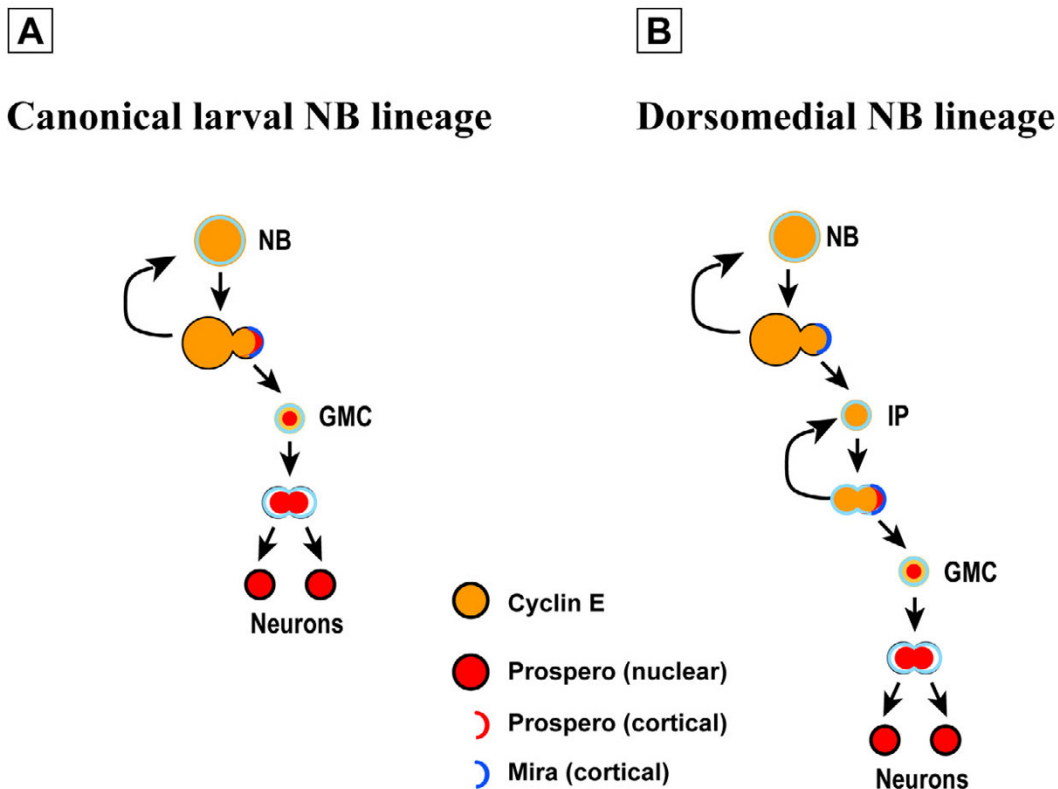 A
Canonical larval NB lineage
NB
GMC
Neurons
B
Dorsomedial NB lineage
NB
IP
GMC
Neurons
Cyclin E
Prospero (nuclear)
Prospero (cortical)
Mira (cortical)